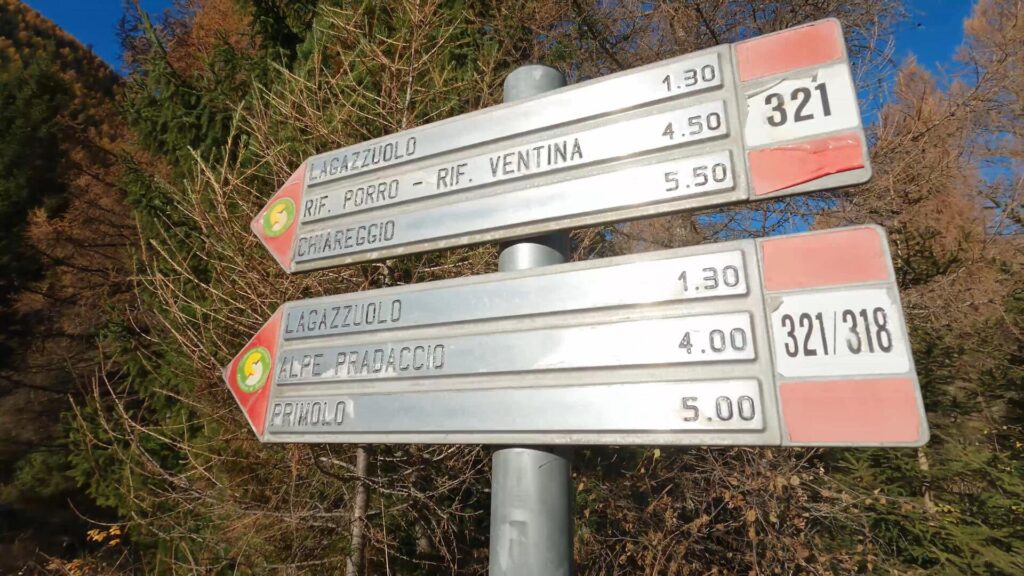 LAGAZZUOLO 1.30
RIF. PORRO - RIF. VENTINA 4.50
CHIAREGGIO 5.50
321
LAGAZZUOLO 1.30
ALPE PRADACCIO 4.00
PRIMOLO 5.00
321/318